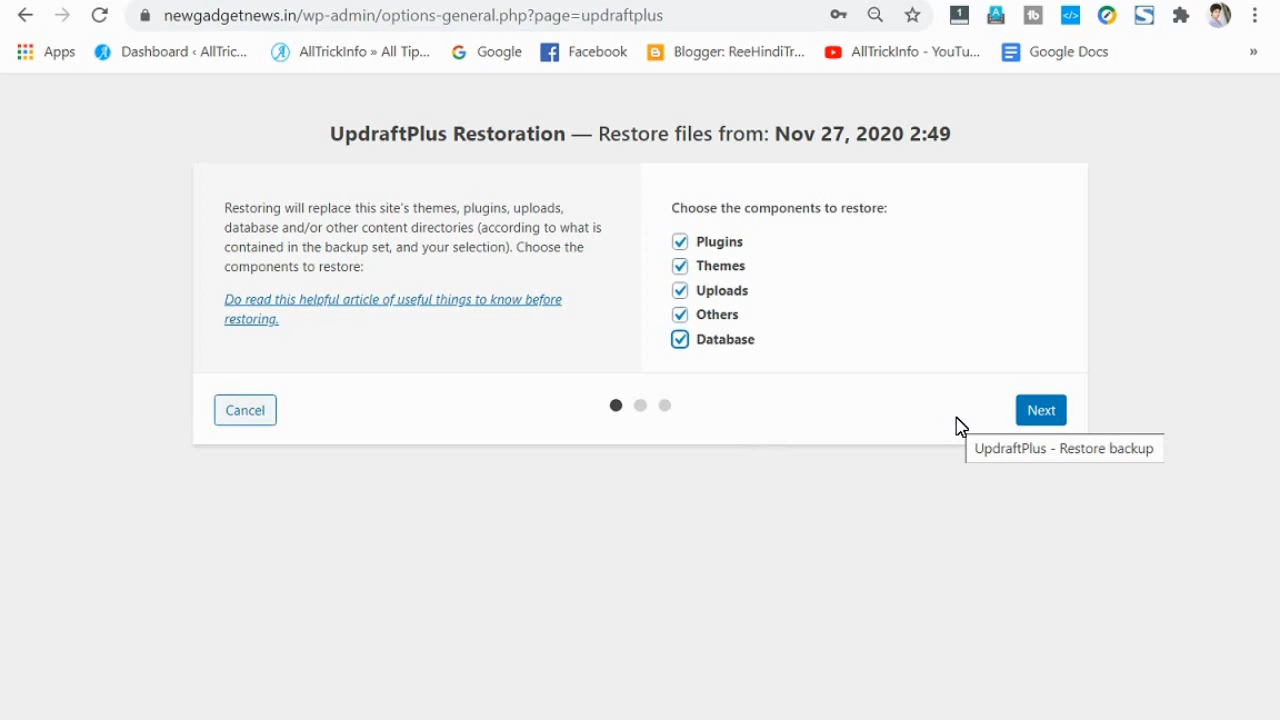 newgadgetnews.in/wp-admin/options-general.php?page=updraftplus
1
tb
</>
S
Apps
Dashboard ‹ AllTric...
AllTrickInfo » All Tip...
G Google
Facebook
Blogger: ReeHindiTr...
AllTrickInfo - YouTu...
Google Docs
»
UpdraftPlus Restoration — Restore files from: Nov 27, 2020 2:49
Restoring will replace this site's themes, plugins, uploads,
database and/or other content directories (according to what is
contained in the backup set, and your selection). Choose the
components to restore:
Do read this helpful article of useful things to know before
restoring.
Choose the components to restore:
Plugins
Themes
Uploads
Others
Database
Cancel
Next
UpdraftPlus - Restore backup